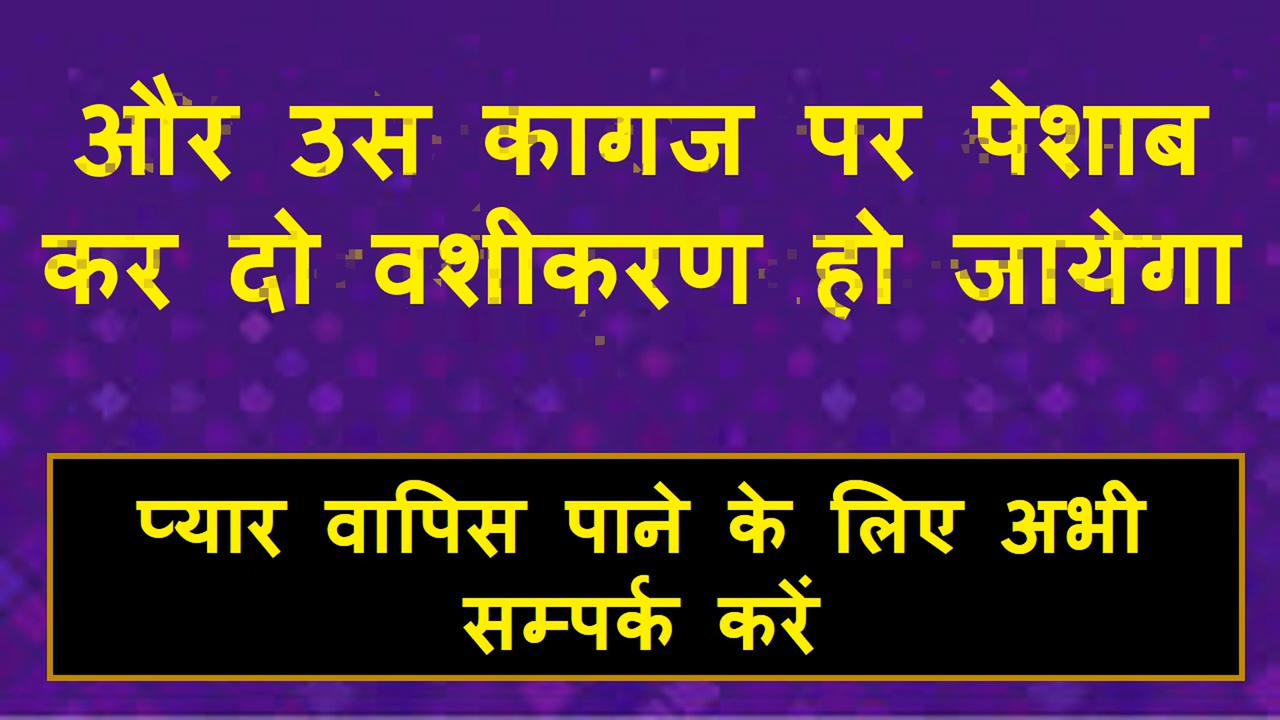 और उस कागज पर पेशाब
कर दो वशीकरण हो जायेगा
प्यार वापिस पाने के लिए अभी
सम्पर्क करें